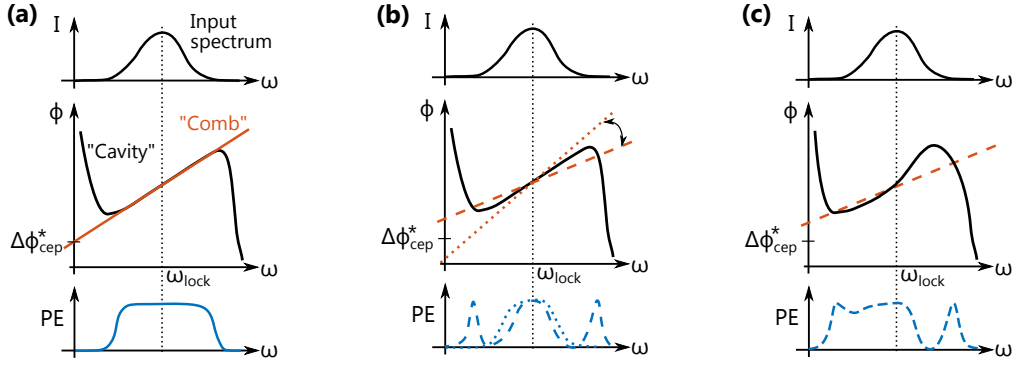 (a)
I
Input
spectrum
ω
ϕ
"Comb"
"Cavity"
Δϕ*cep
ωlock
ω
PE
ω
(b)
I
ω
ϕ
Δϕ*cep
ωlock
ω
PE
ω
(c)
I
ω
ϕ
Δϕ*cep
ωlock
ω
PE
ω